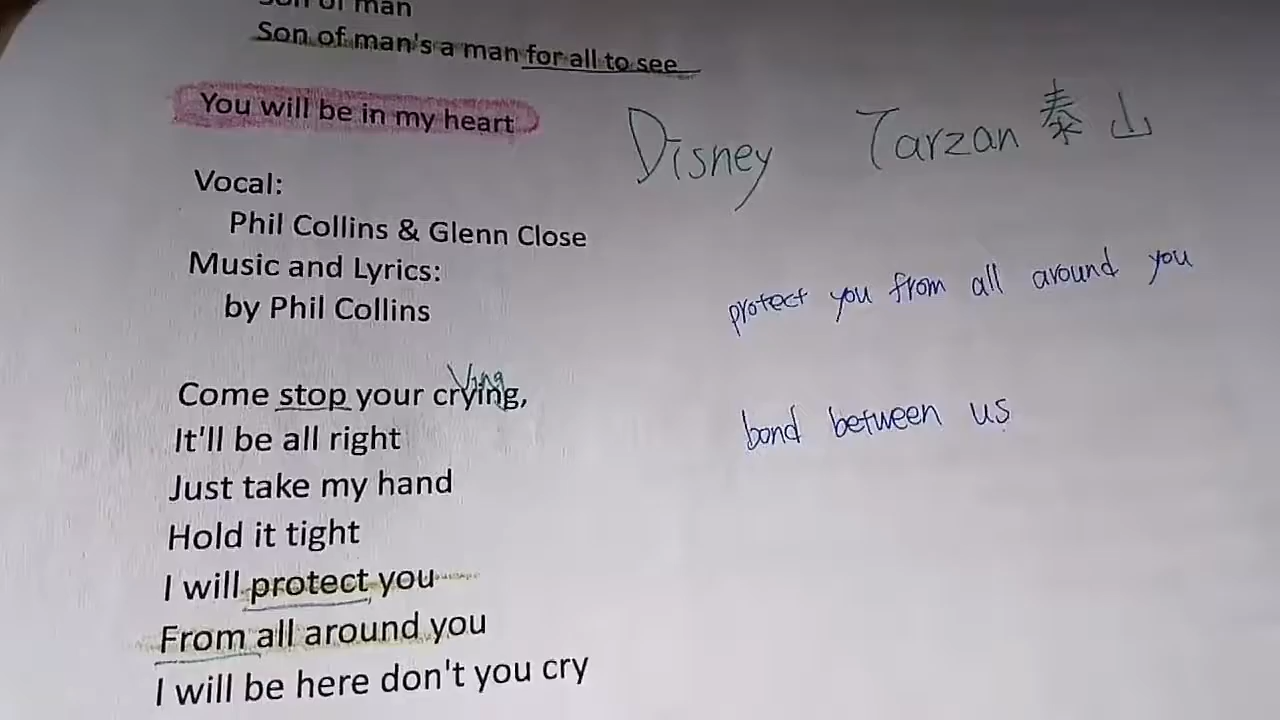 Son of man
Son of man's a man for all to see
You will be in my heart
Disney Tarzan 泰山
Vocal:
Phil Collins & Glenn Close
Music and Lyrics:
by Phil Collins
protect you from all around you
Come stop your crying,
Ving
bond between us
It'll be all right
Just take my hand
Hold it tight
I will protect you
From all around you
I will be here don't you cry